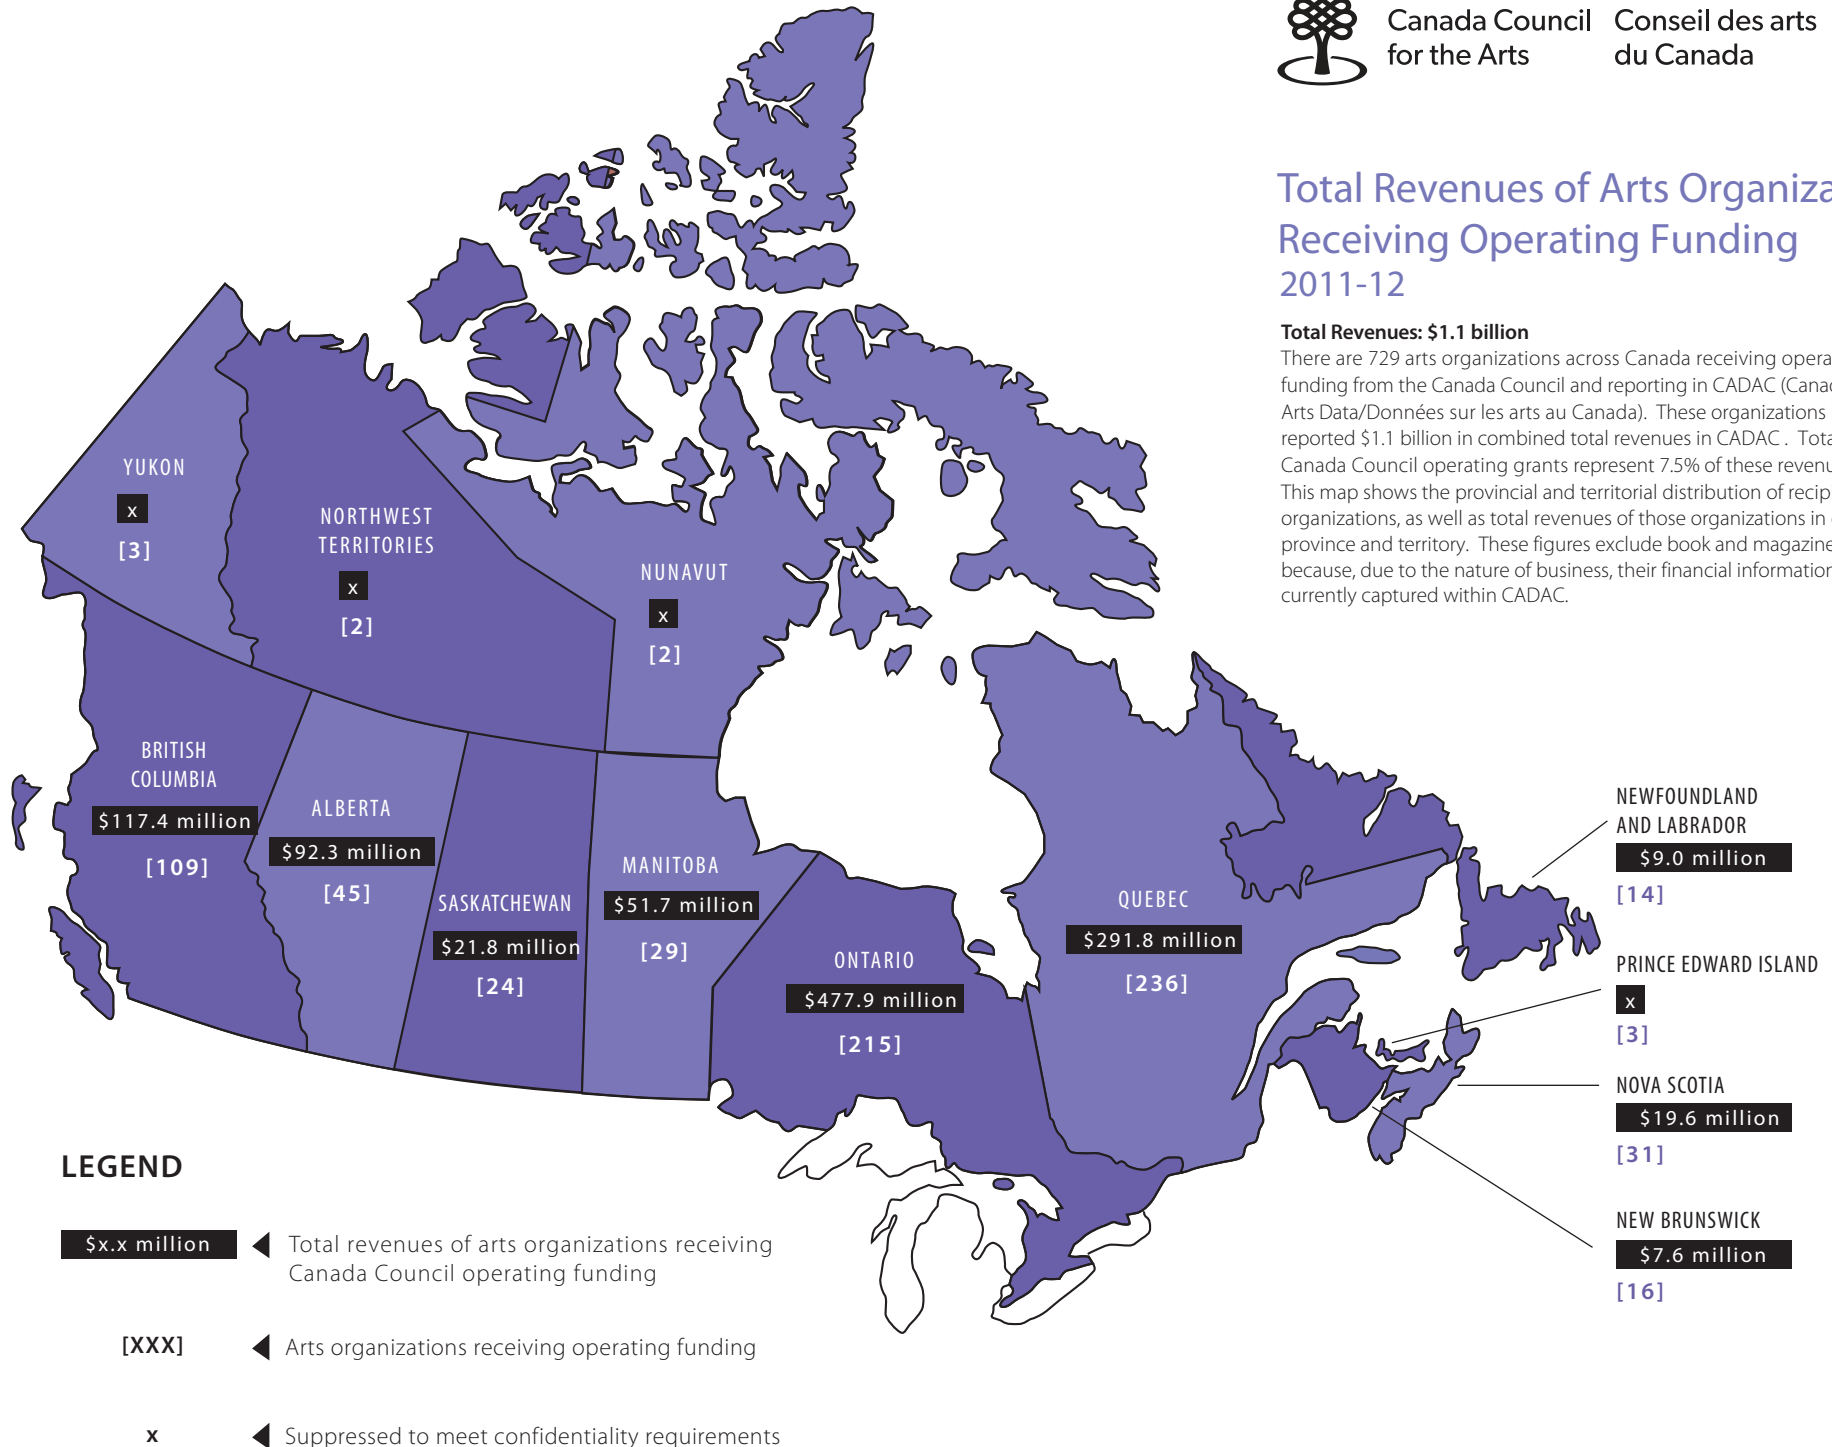 Canada Council
for the Arts
Conseil des arts
du Canada
Total Revenues of Arts
Receiving Operating Funding
2011-12
Total Revenues: $1.1 billion
There are 729 arts organizations across Canada receiving
funding from the Canada Council and reporting in CADAC
Arts Data/Données sur les arts au Canada). These organizations
reported $1.1 billion in combined total revenues in CADAC .
Canada Council operating grants represent 7.5% of these
This map shows the provincial and territorial distribution of
organizations, as well as total revenues of those organizations in
province and territory. These figures exclude book and magazine
because, due to the nature of business, their financial information
currently captured within CADAC.
YUKON
x
[3]
NORTHWEST
TERRITORIES
x
[2]
NUNAVUT
x
[2]
BRITISH
COLUMBIA
$117.4 million
[109]
ALBERTA
$92.3 million
[45]
SASKATCHEWAN
$21.8 million
[24]
MANITOBA
$51.7 million
[29]
ONTARIO
$477.9 million
[215]
QUEBEC
$291.8 million
[236]
NEWFOUNDLAND
AND LABRADOR
$9.0 million
[14]
PRINCE EDWARD ISLAND
x
[3]
NOVA SCOTIA
$19.6 million
[31]
NEW BRUNSWICK
$7.6 million
[16]
LEGEND
$x.x million
Total revenues of arts organizations receiving
Canada Council operating funding
[XXX]
Arts organizations receiving operating funding
x
Suppressed to meet confidentiality requirements